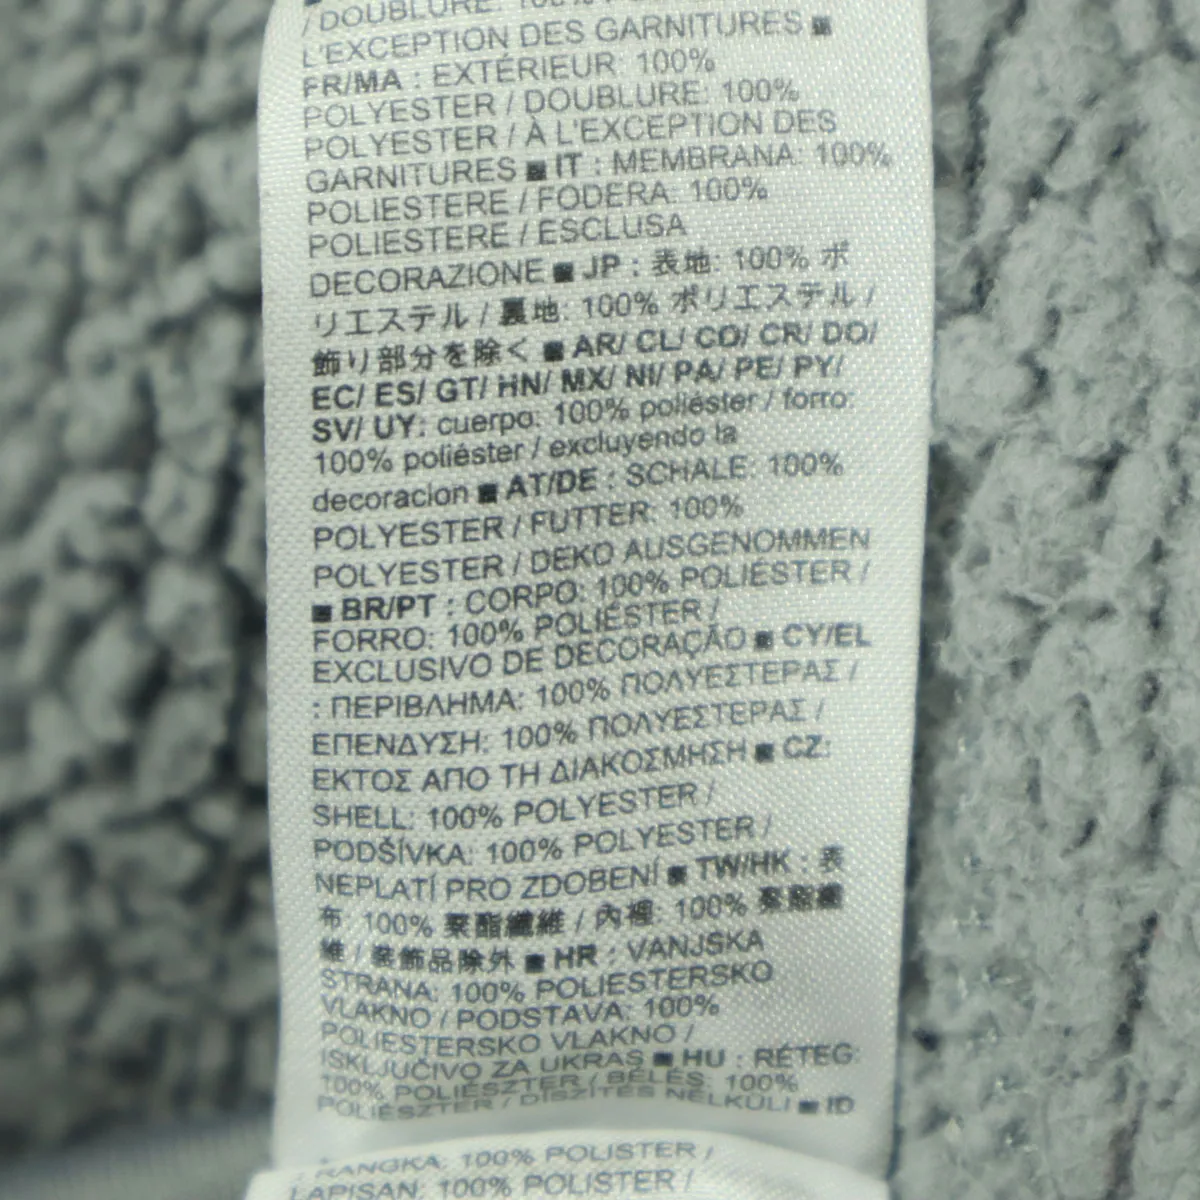 / DOUBLURE: 100%
L'EXCEPTION DES GARNITURES ■
FR/MA : EXTÉRIEUR: 100%
POLYESTER / DOUBLURE: 100%
POLYESTER / À L'EXCEPTION DES
GARNITURES ■ IT : MEMBRANA: 100%
POLIESTERE / FODERA: 100%
POLIESTERE / ESCLUSA
DECORAZIONE ■ JP : 表地: 100% ポ
リエステル / 裏地: 100% ポリエステル /
飾り部分を除く ■ AR/ CL/ CO/ CR/ DO/
EC/ ES/ GT/ HN/ MX/ NI/ PA/ PE/ PY/
SV/ UY: cuerpo: 100% poliéster / forro:
100% poliéster / excluyendo la
decoracion ■ AT/DE : SCHALE: 100%
POLYESTER / FUTTER: 100%
POLYESTER / DEKO AUSGENOMMEN
■ BR/PT : CORPO: 100% POLIÉSTER /
FORRO: 100% POLIÉSTER /
EXCLUSIVO DE DECORAÇÃO ■ CY/EL
: ΠΕΡΙΒΛΗΜΑ: 100% ΠΟΛΥΕΣΤΕΡΑΣ /
ΕΠΕΝΔΥΣΗ: 100% ΠΟΛΥΕΣΤΕΡΑΣ /
ΕΚΤΟΣ ΑΠΟ ΤΗ ΔΙΑΚΟΣΜΗΣΗ ■ CZ:
SHELL: 100% POLYESTER /
PODŠÍVKA: 100% POLYESTER /
NEPLATÍ PRO ZDOBENÍ ■ TW/HK : 表
布: 100% 聚酯纖維 / 內裡: 100% 聚酯纖
維 / 裝飾品除外 ■ HR : VANJSKA
STRANA: 100% POLIESTERSKO
VLAKNO / PODSTAVA: 100%
POLIESTERSKO VLAKNO /
ISKLJUČIVO ZA UKRAS ■ HU : RÉTEG:
100% POLIÉSZTER / BÉLÉS: 100%
POLIÉSZTER / DÍSZÍTÉS NÉLKÜLI ■ ID
: RANGKA: 100% POLISTER /
LAPISAN: 100% POLISTER /